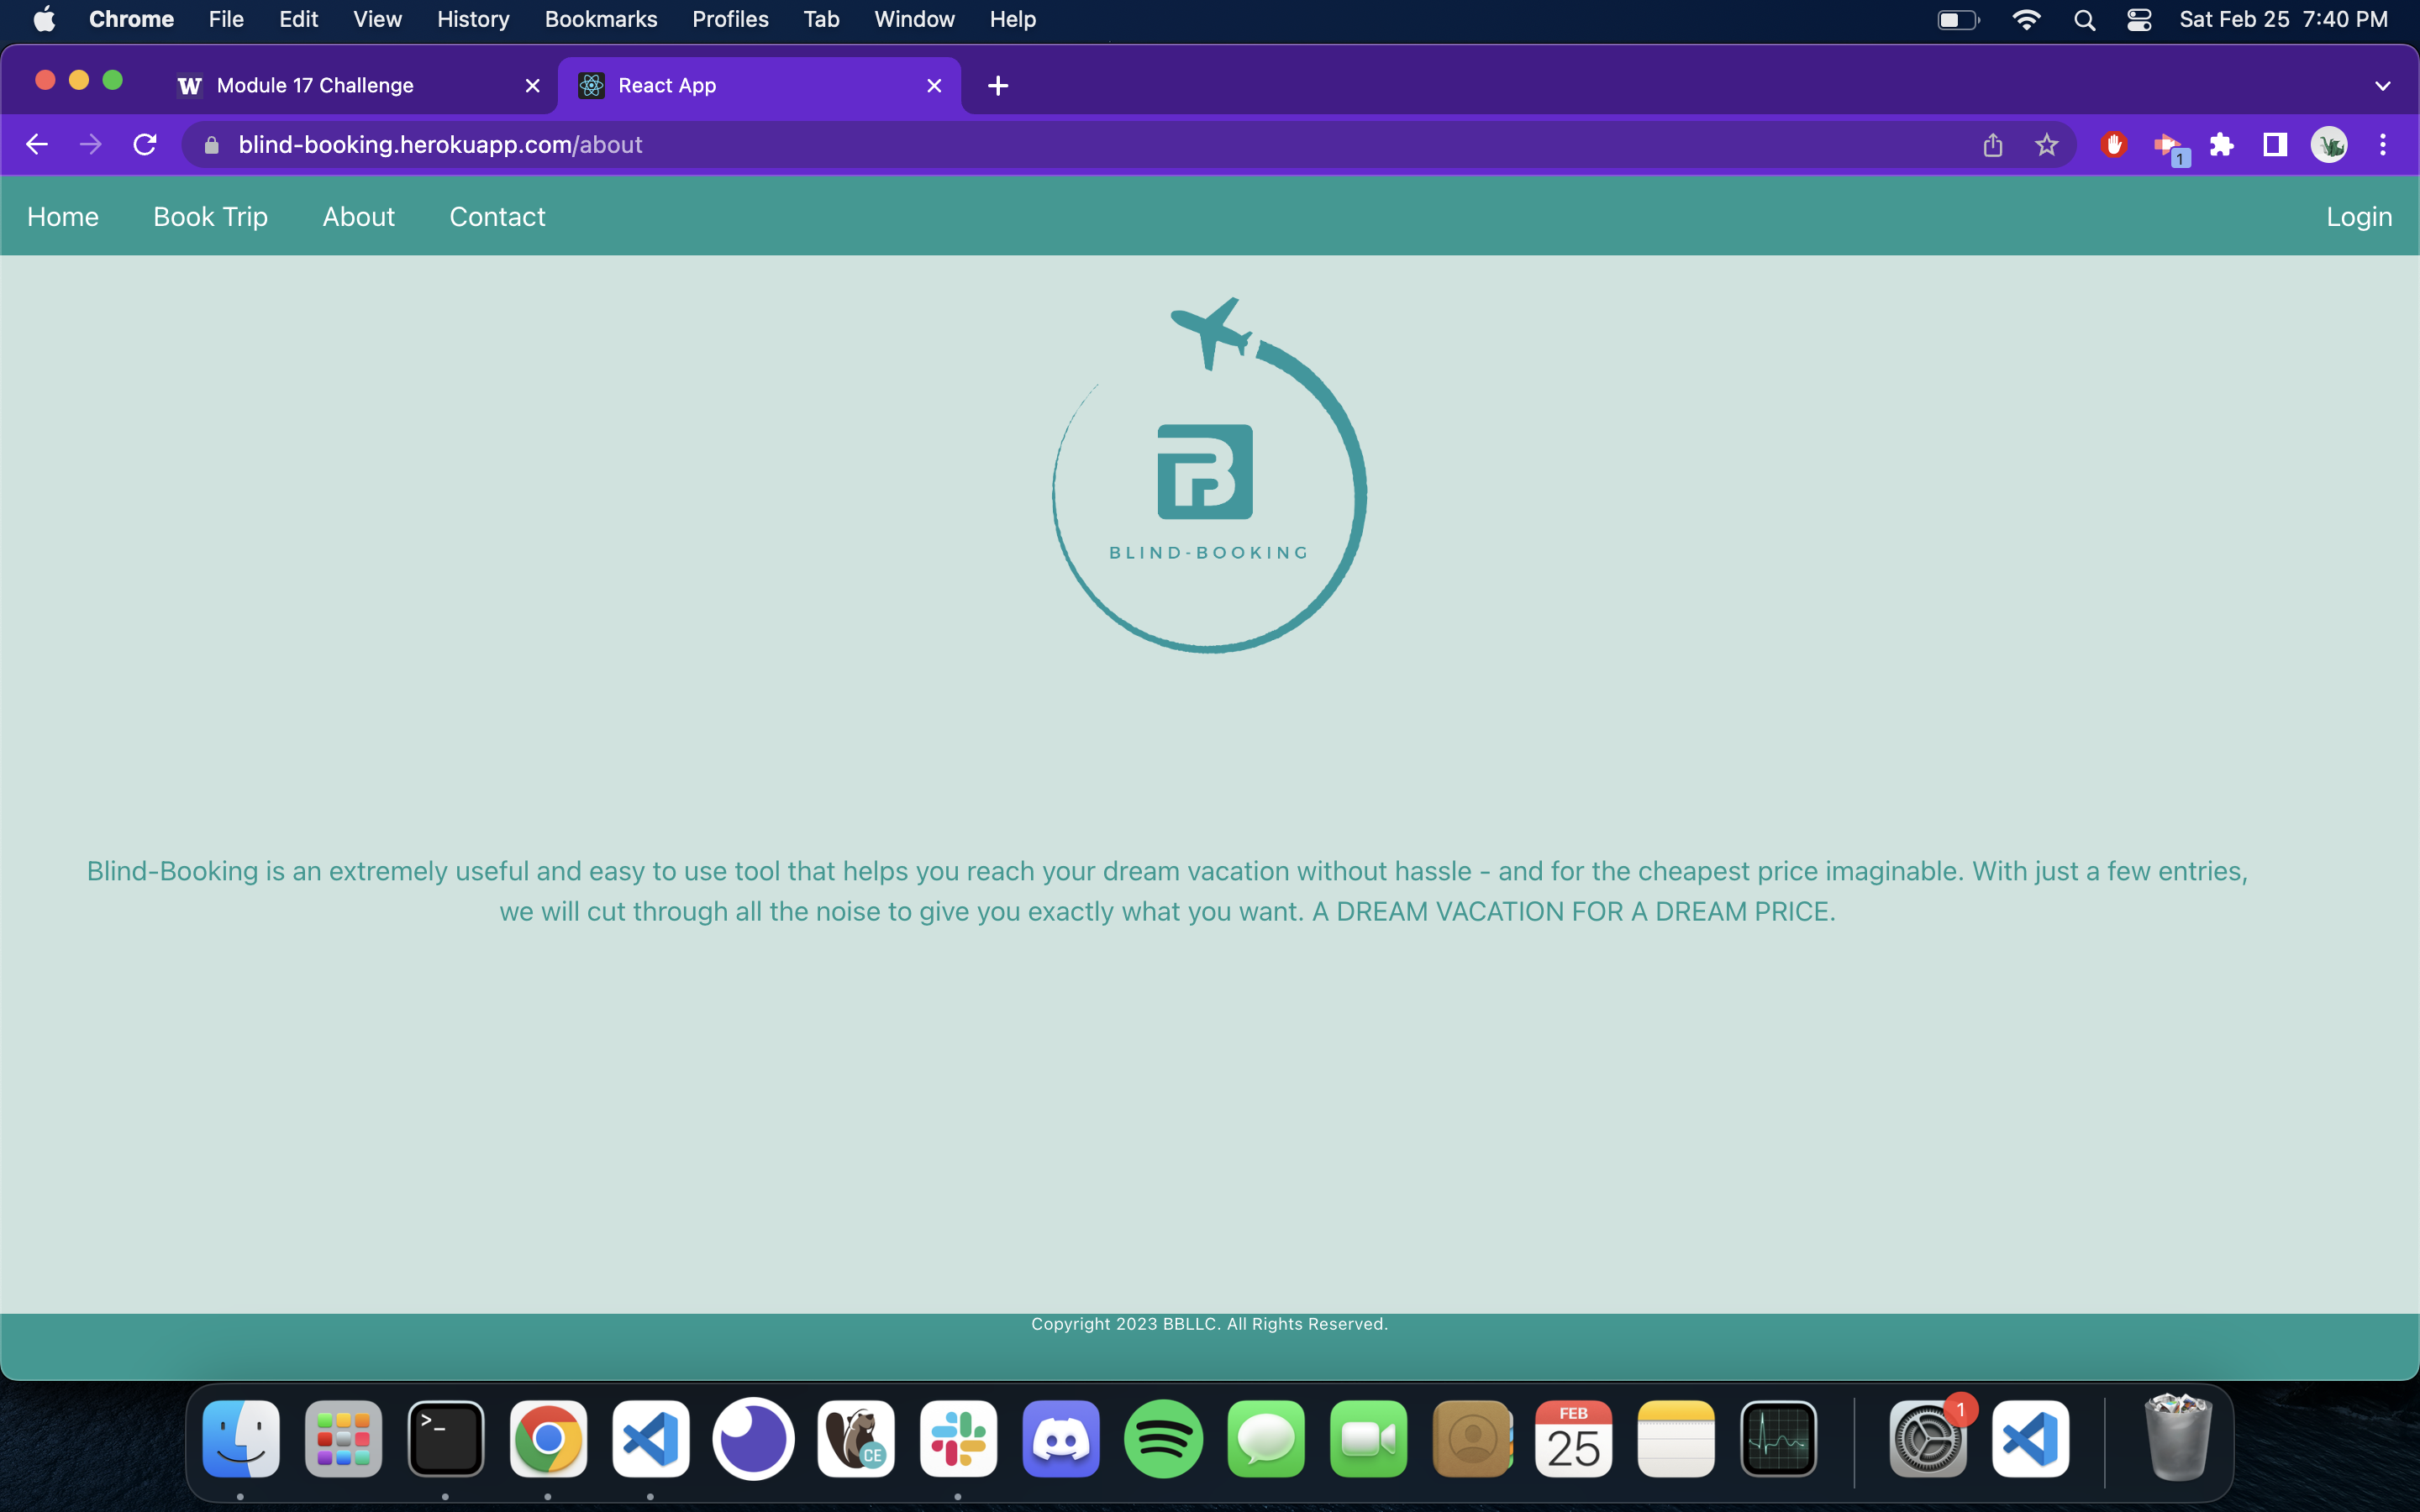 Chrome File Edit View History Bookmarks Profiles Tab Window Help Sat Feb 25 7:40 PM
W Module 17 Challenge React App
blind-booking.herokuapp.com/about 1
Home Book Trip About Contact Login
B
BLIND-BOOKING
Blind-Booking is an extremely useful and easy to use tool that helps you reach your dream vacation without hassle - and for the cheapest price imaginable. With just a few entries,
we will cut through all the noise to give you exactly what you want. A DREAM VACATION FOR A DREAM PRICE.
Copyright 2023 BBLLC. All Rights Reserved.
>_ CE FEB 1
25